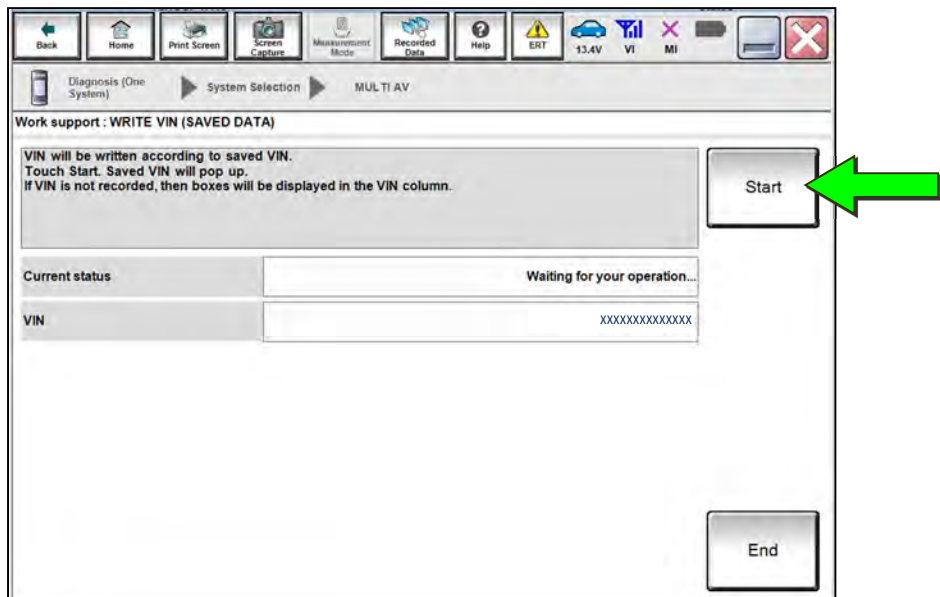 Back
Home
Print Screen
Screen Capture
Measurement Mode
Recorded Data
Help
ERT
13.4V
VI
MI
Diagnosis (One System)
System Selection
MULTI AV
Work support : WRITE VIN (SAVED DATA)
VIN will be written according to saved VIN.
Touch Start. Saved VIN will pop up.
If VIN is not recorded, then boxes will be displayed in the VIN column.
Start
Current status
Waiting for your operation...
VIN
XXXXXXXXXXXXXX
End